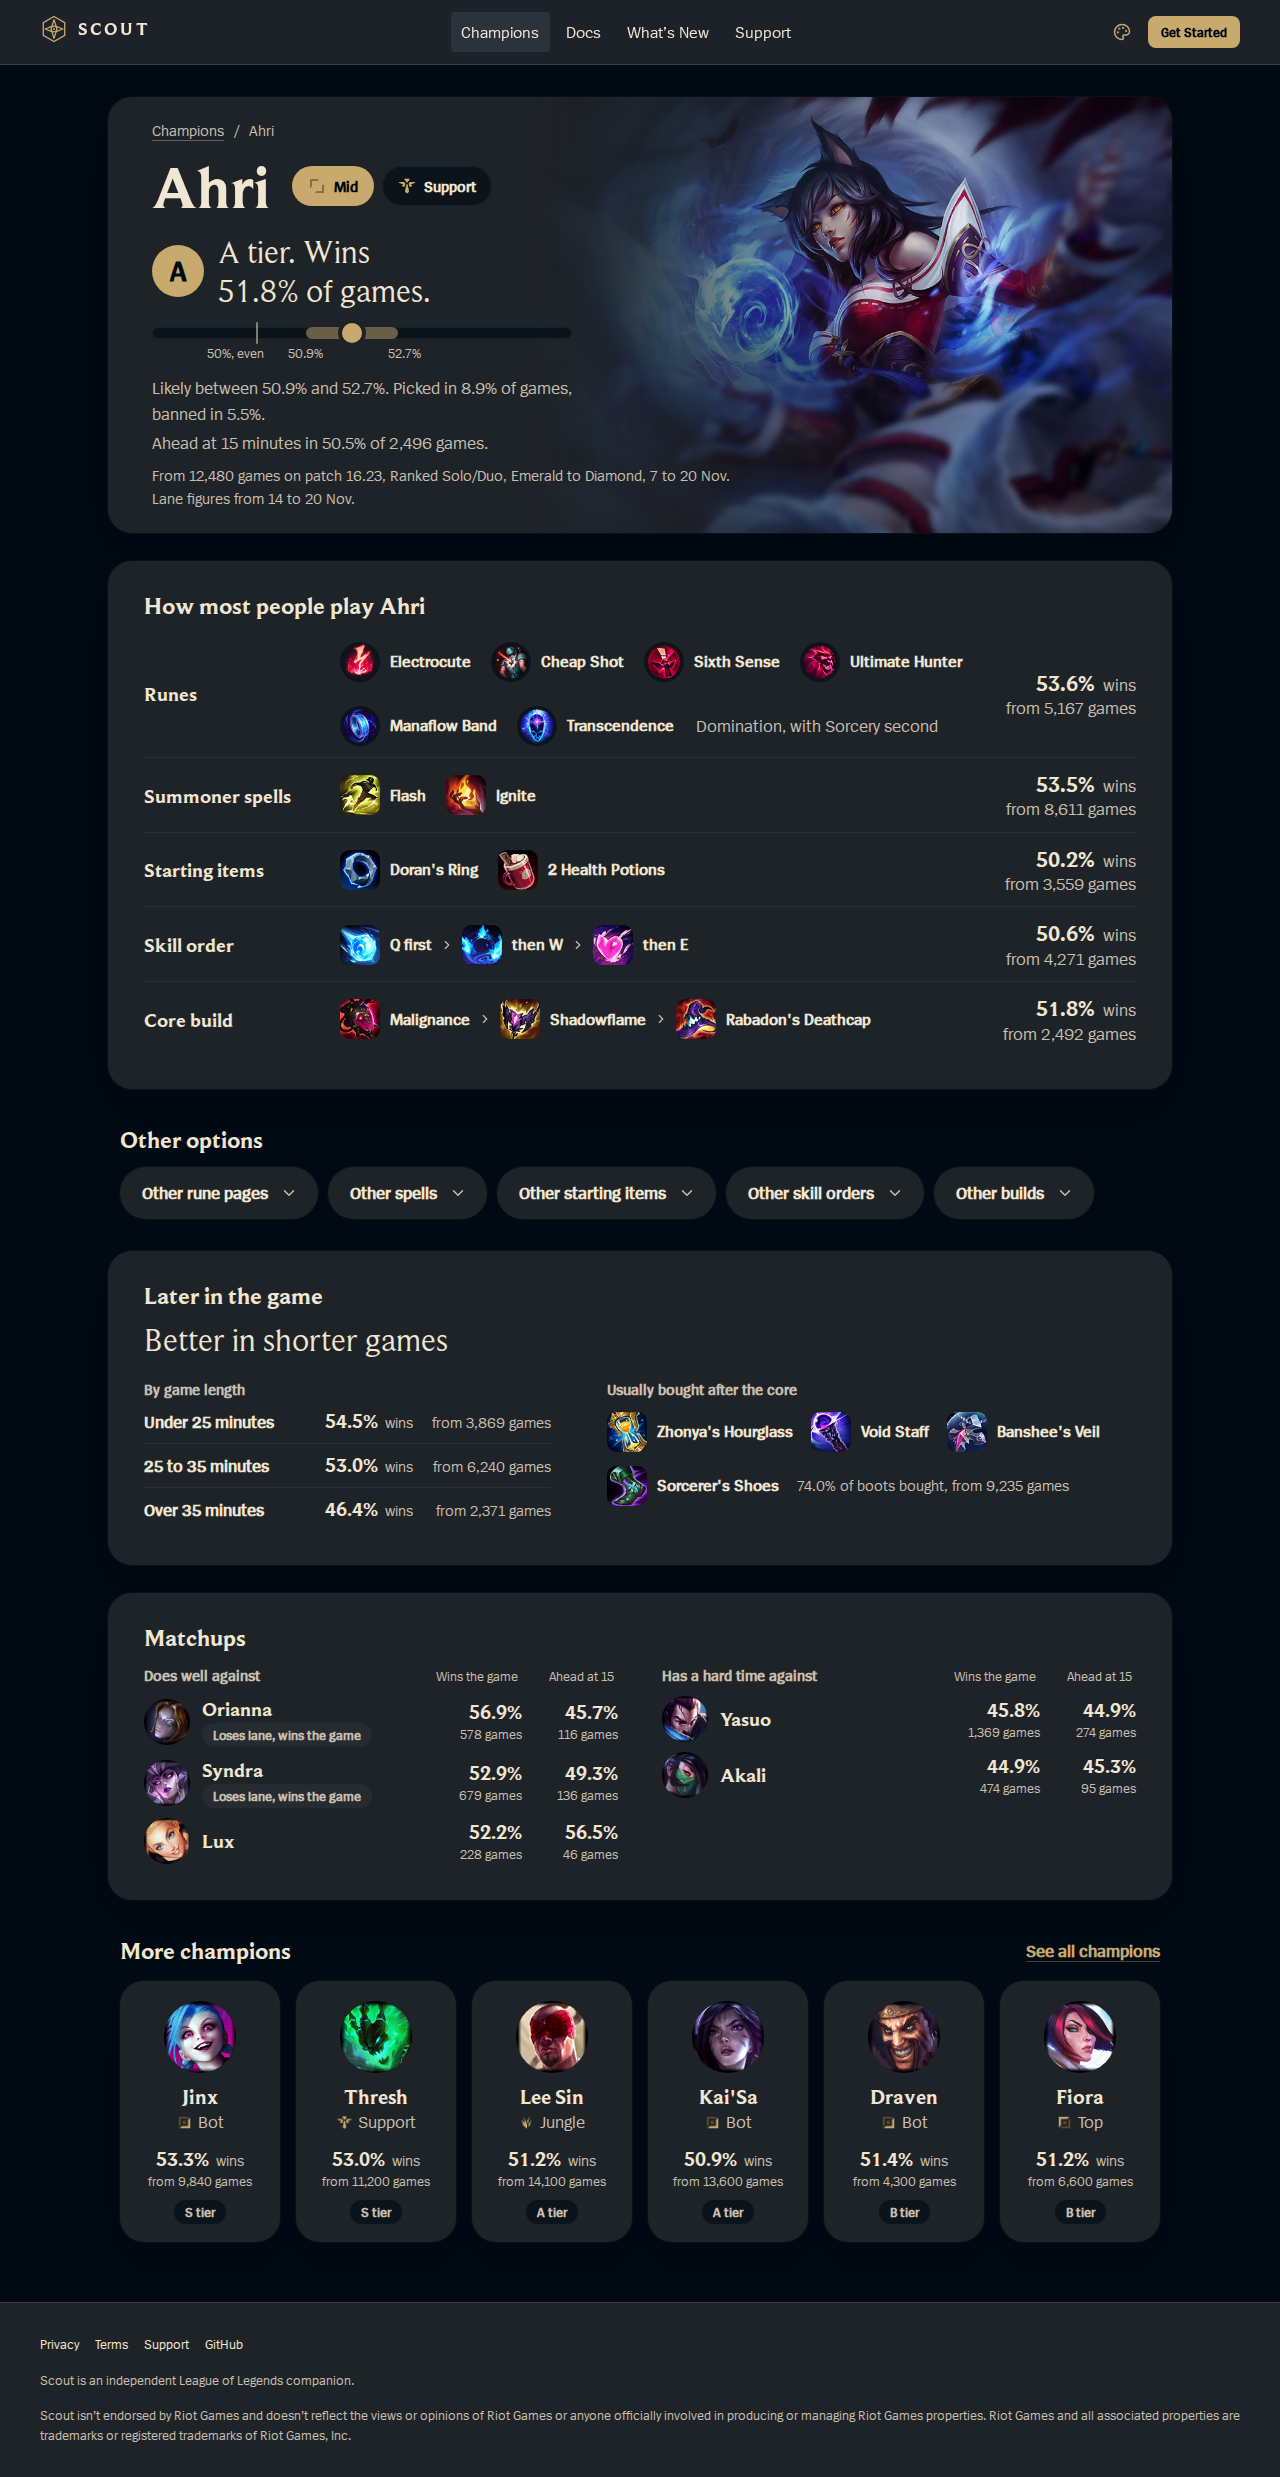 SCOUT
Champions
Docs
What's New
Support
Get Started
Champions / Ahri
Ahri
Mid
Support
A
A tier. Wins
51.8% of games.
50%, even
50.9%
52.7%
Likely between 50.9% and 52.7%. Picked in 8.9% of games,
banned in 5.5%.
Ahead at 15 minutes in 50.5% of 2,496 games.
From 12,480 games on patch 16.23, Ranked Solo/Duo, Emerald to Diamond, 7 to 20 Nov.
Lane figures from 14 to 20 Nov.
How most people play Ahri
Runes
Electrocute
Cheap Shot
Sixth Sense
Ultimate Hunter
Manaflow Band
Transcendence
Domination, with Sorcery second
53.6% wins
from 5,167 games
Summoner spells
Flash
Ignite
53.5% wins
from 8,611 games
Starting items
Doran's Ring
2 Health Potions
50.2% wins
from 3,559 games
Skill order
Q first
then W
then E
50.6% wins
from 4,271 games
Core build
Malignance
Shadowflame
Rabadon's Deathcap
51.8% wins
from 2,492 games
Other options
Other rune pages
Other spells
Other starting items
Other skill orders
Other builds
Later in the game
Better in shorter games
By game length
Under 25 minutes 54.5% wins from 3,869 games
25 to 35 minutes 53.0% wins from 6,240 games
Over 35 minutes 46.4% wins from 2,371 games
Usually bought after the core
Zhonya's Hourglass
Void Staff
Banshee's Veil
Sorcerer's Shoes
74.0% of boots bought, from 9,235 games
Matchups
Does well against
Wins the game
Ahead at 15
Orianna
Loses lane, wins the game
56.9%
578 games
45.7%
116 games
Syndra
Loses lane, wins the game
52.9%
679 games
49.3%
136 games
Lux
52.2%
228 games
56.5%
46 games
Has a hard time against
Wins the game
Ahead at 15
Yasuo
45.8%
1,369 games
44.9%
274 games
Akali
44.9%
474 games
45.3%
95 games
More champions
See all champions
Jinx
Bot
53.3% wins
from 9,840 games
S tier
Thresh
Support
53.0% wins
from 11,200 games
S tier
Lee Sin
Jungle
51.2% wins
from 14,100 games
A tier
Kai'Sa
Bot
50.9% wins
from 13,600 games
A tier
Draven
Bot
51.4% wins
from 4,300 games
B tier
Fiora
Top
51.2% wins
from 6,600 games
B tier
Privacy
Terms
Support
GitHub
Scout is an independent League of Legends companion.
Scout isn't endorsed by Riot Games and doesn't reflect the views or opinions of Riot Games or anyone officially involved in producing or managing Riot Games properties. Riot Games and all associated properties are
trademarks or registered trademarks of Riot Games, Inc.